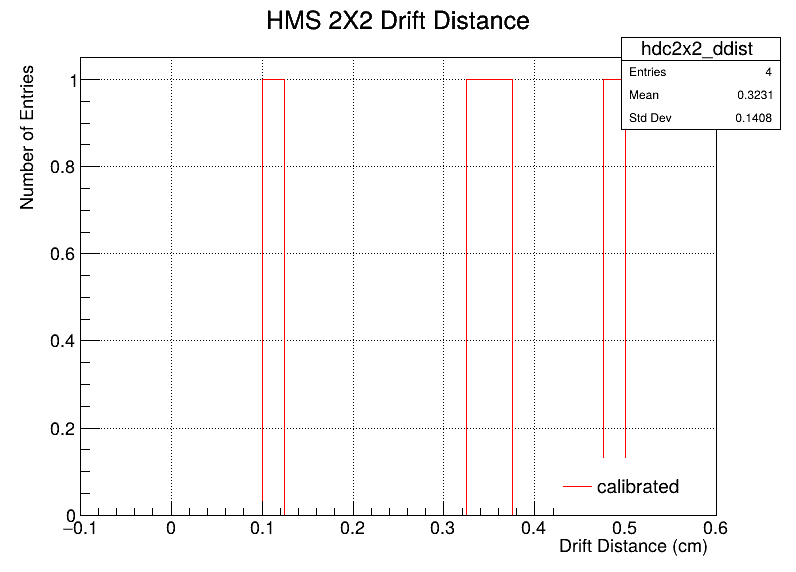 HMS 2X2 Drift Distance
hdc2x2_ddist
Entries 4
Mean 0.3231
Std Dev 0.1408
Number of Entries
1
0.8
0.6
0.4
0.2
0
−0.1 0 0.1 0.2 0.3 0.4 0.5 0.6
Drift Distance (cm)
calibrated